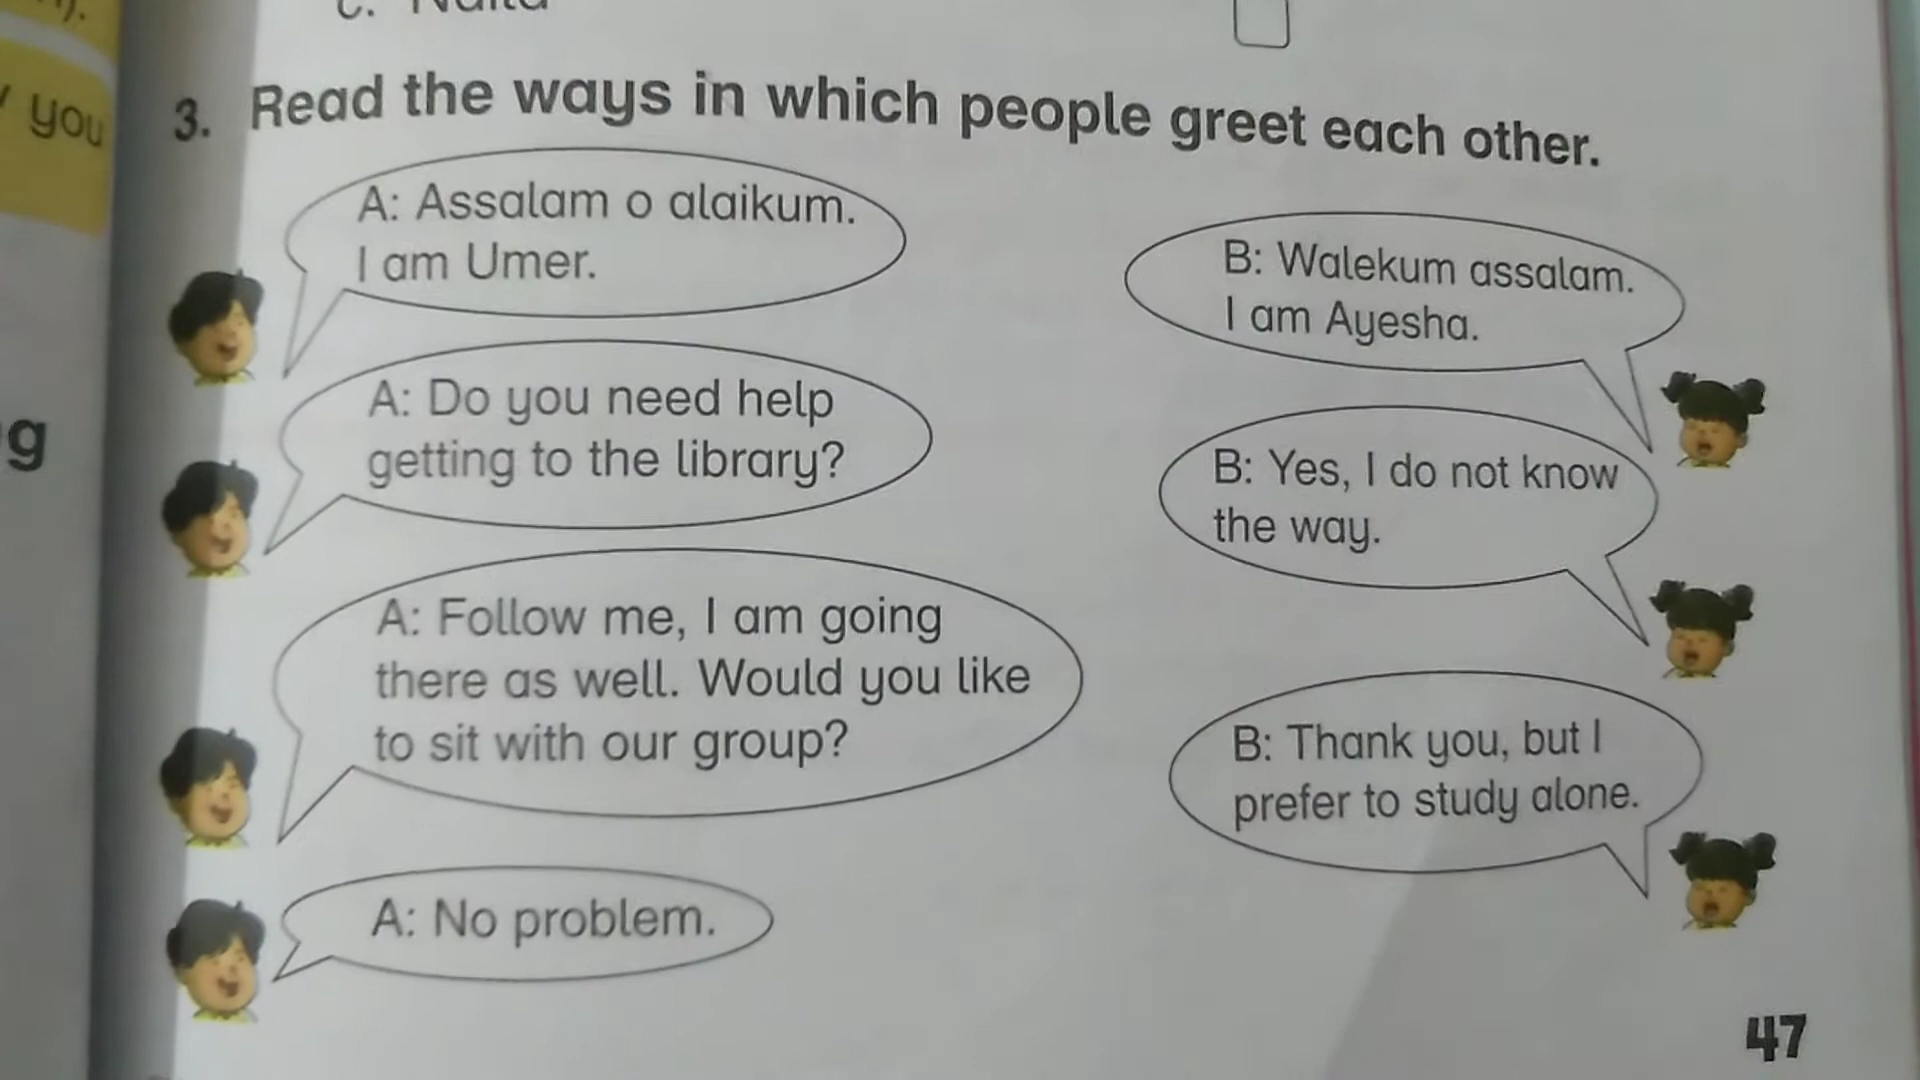 you
g
3. Read the ways in which people greet each other.
A: Assalam o alaikum.
I am Umer.
B: Walekum assalam.
I am Ayesha.
A: Do you need help
getting to the library?
B: Yes, I do not know
the way.
A: Follow me, I am going
there as well. Would you like
to sit with our group?
B: Thank you, but I
prefer to study alone.
A: No problem.
47